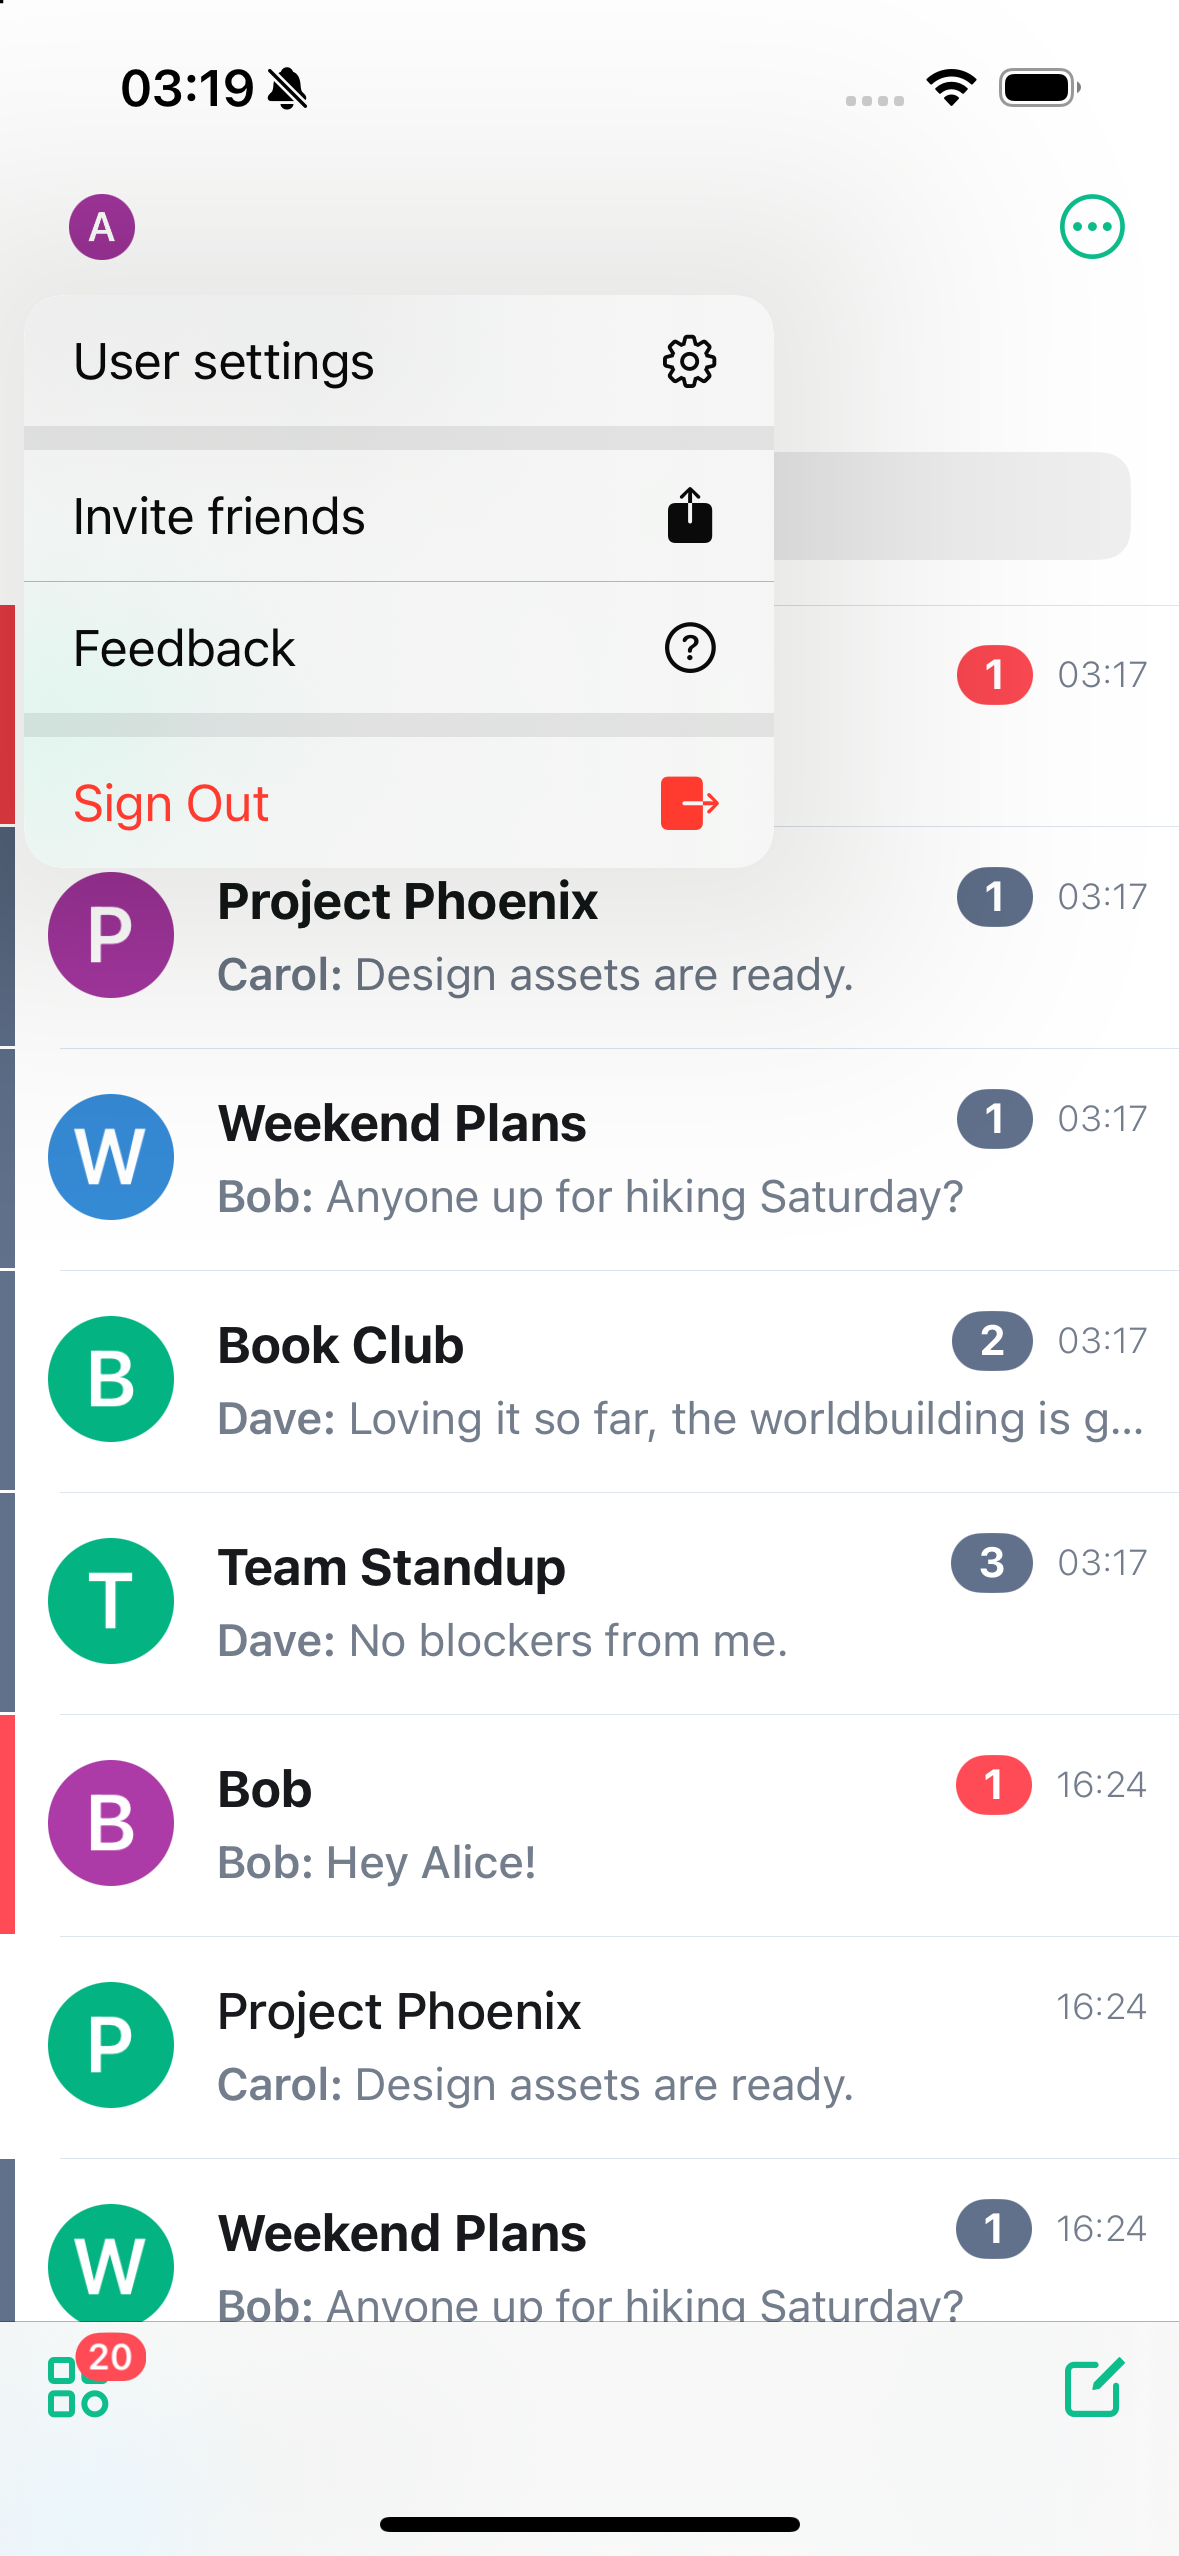 03:19
A
User settings
Invite friends
Feedback
Sign Out
1 03:17
P Project Phoenix 1 03:17
Carol: Design assets are ready.
W Weekend Plans 1 03:17
Bob: Anyone up for hiking Saturday?
B Book Club 2 03:17
Dave: Loving it so far, the worldbuilding is g...
T Team Standup 3 03:17
Dave: No blockers from me.
B Bob 1 16:24
Bob: Hey Alice!
P Project Phoenix 16:24
Carol: Design assets are ready.
W Weekend Plans 1 16:24
Bob: Anyone up for hiking Saturday?
20